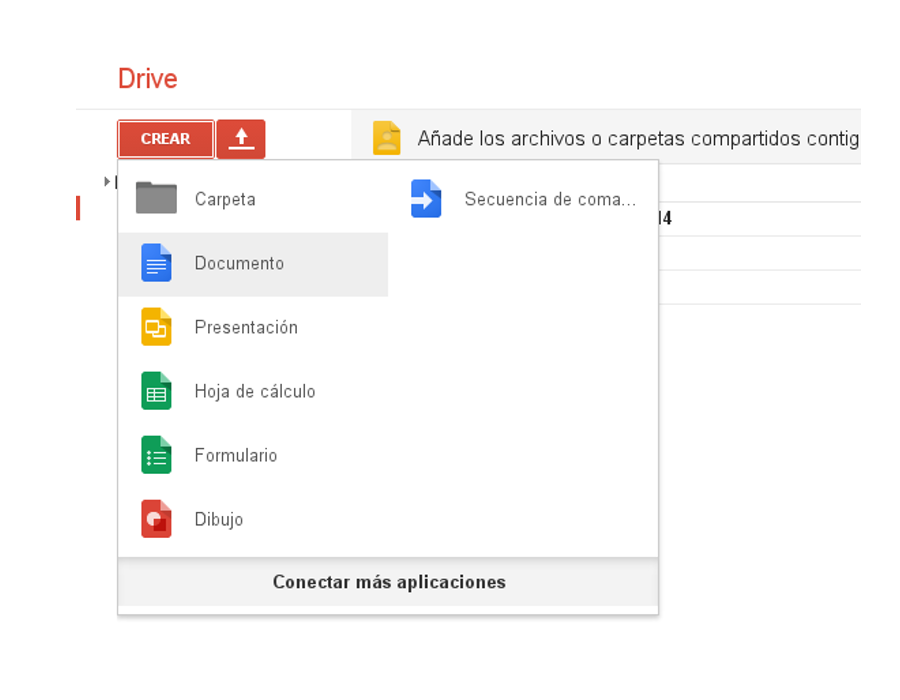 Drive
CREAR
Añade los archivos o carpetas compartidos contig
Carpeta
Secuencia de coma...
Documento
Presentación
Hoja de cálculo
Formulario
Dibujo
Conectar más aplicaciones